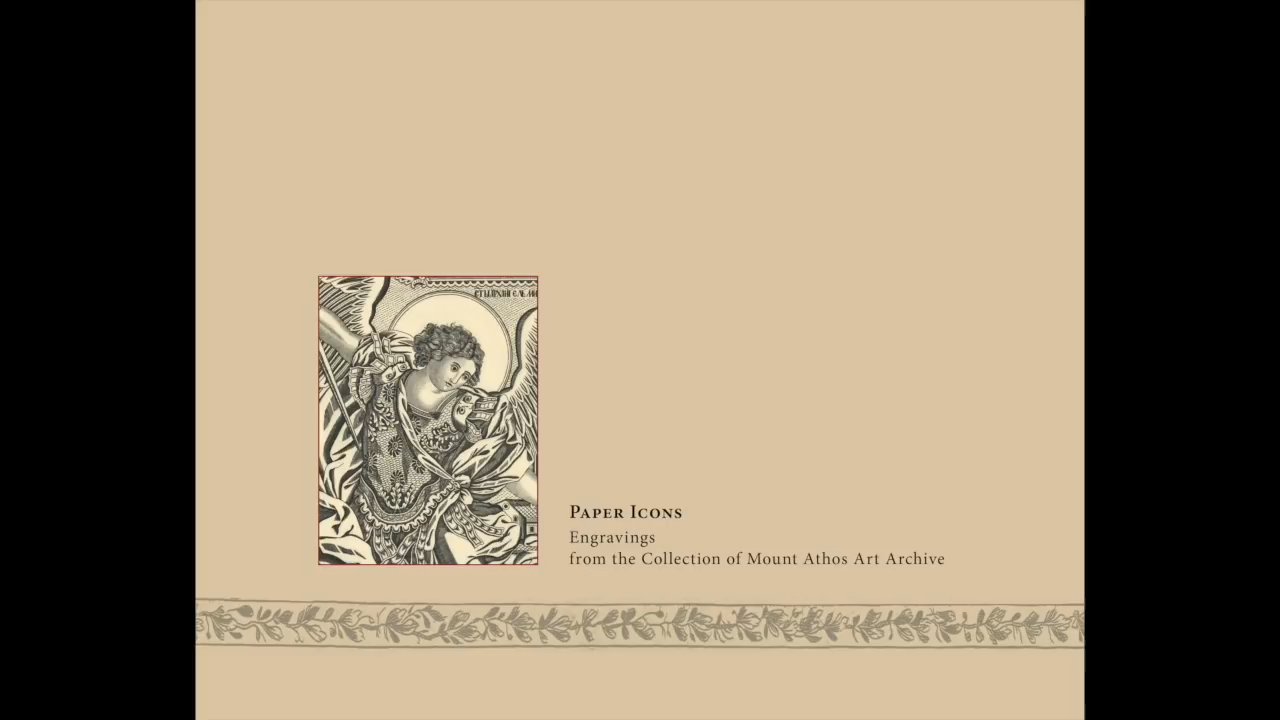 Paper Icons
Engravings
from the Collection of Mount Athos Art Archive